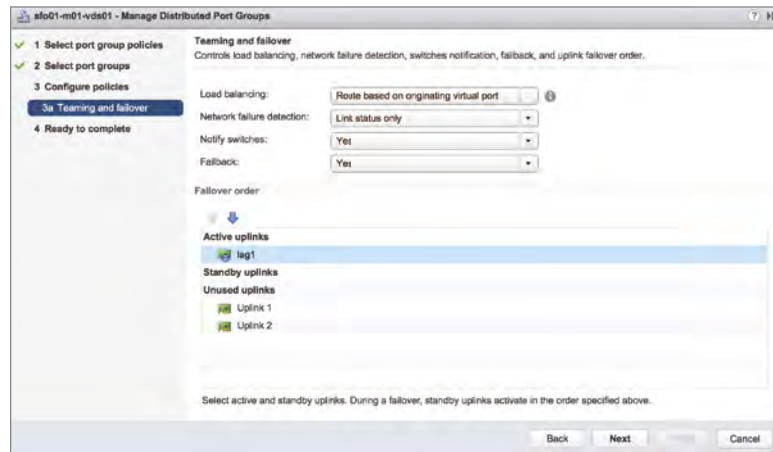 sfo01-m01-vds01 - Manage Distributed Port Groups
1 Select port group policies
2 Select port groups
3 Configure policies
3a Teaming and failover
4 Ready to complete
Teaming and failover
Controls load balancing, network failure detection, switches notification, failback, and uplink failover order.
Load balancing: Route based on originating virtual port
Network failure detection: Link status only
Notify switches: Yes
Failback: Yes
Failover order
Active uplinks
lag1
Standby uplinks
Unused uplinks
Uplink 1
Uplink 2
Select active and standby uplinks. During a failover, standby uplinks activate in the order specified above.
Back Next Cancel